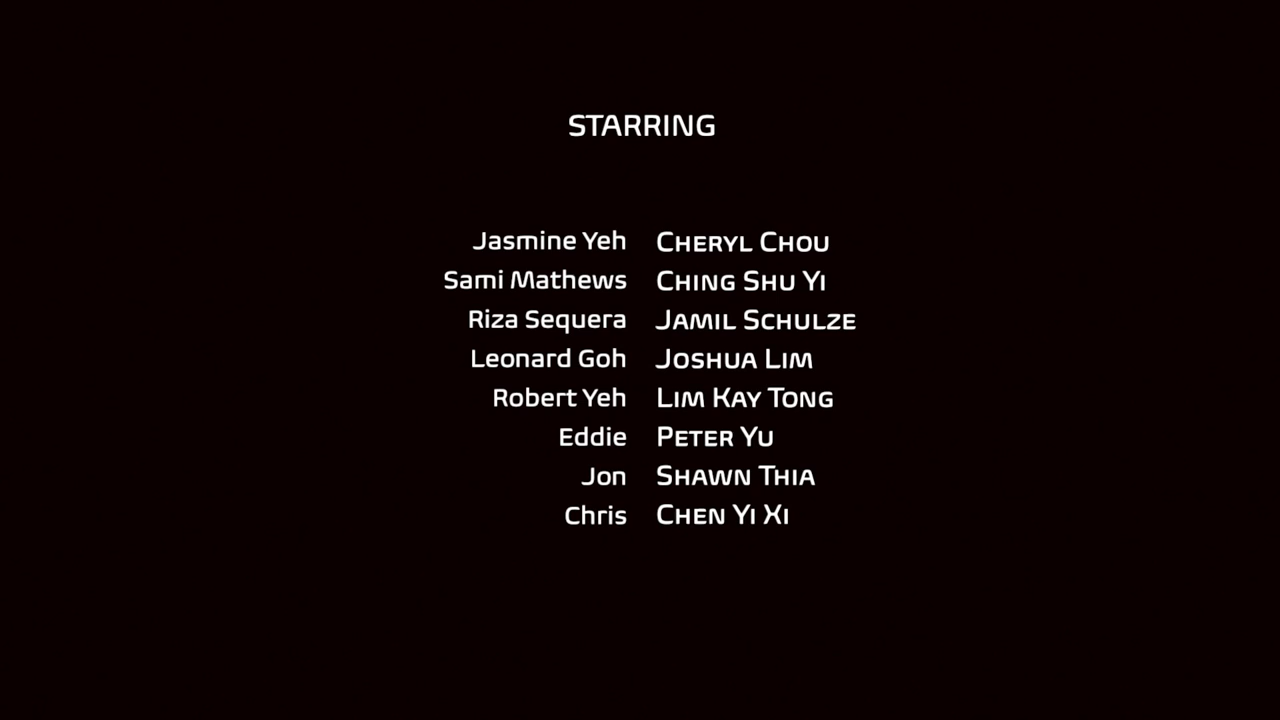 STARRING
Jasmine Yeh Cheryl Chou
Sami Mathews Ching Shu Yi
Riza Sequera Jamil Schulze
Leonard Goh Joshua Lim
Robert Yeh Lim Kay Tong
Eddie Peter Yu
Jon Shawn Thia
Chris Chen Yi Xi